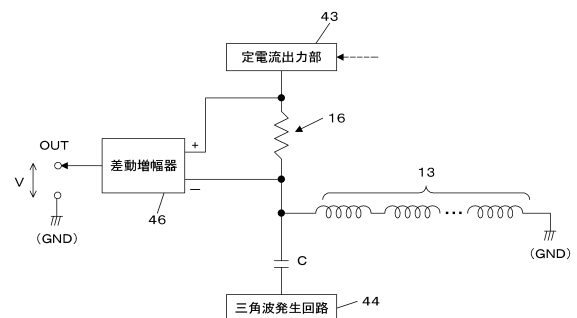 43
定電流出力部
16
+
OUT
差動増幅器
V
−
46
(GND)
13
...
(GND)
C
三角波発生回路
44